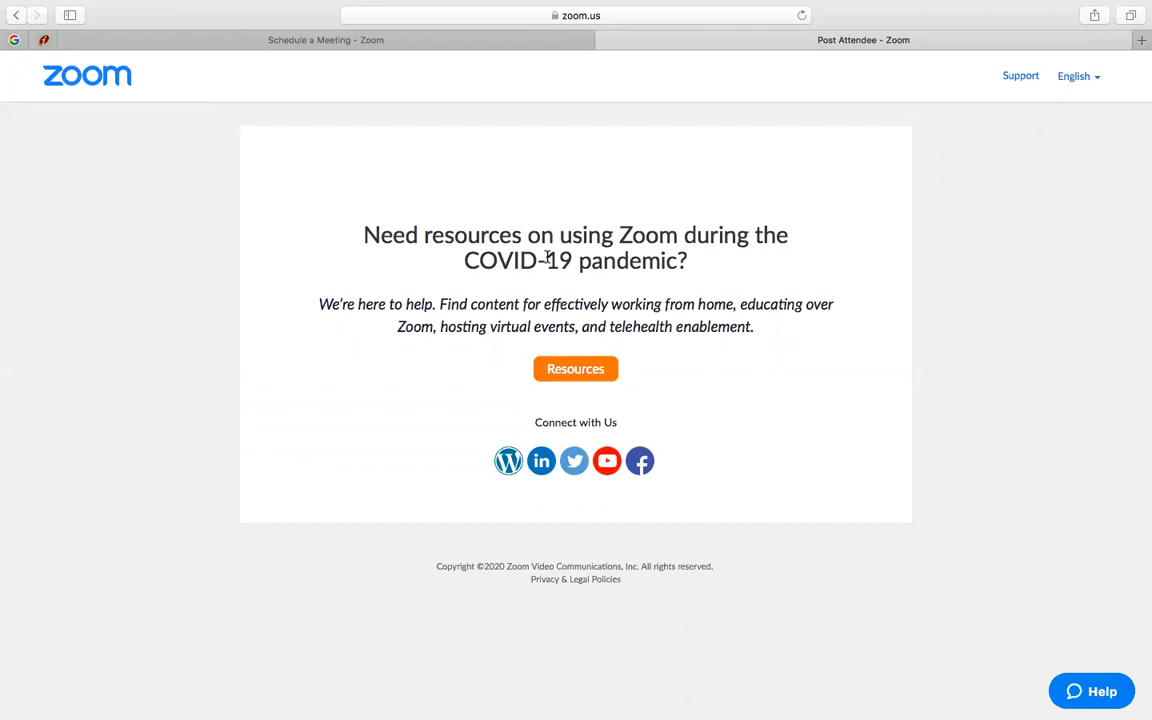 zoom.us
Schedule a Meeting - Zoom
Post Attendee - Zoom
zoom
Support
English
Need resources on using Zoom during the
COVID-19 pandemic?
We're here to help. Find content for effectively working from home, educating over
Zoom, hosting virtual events, and telehealth enablement.
Resources
Connect with Us
Copyright ©2020 Zoom Video Communications, Inc. All rights reserved.
Privacy & Legal Policies
Help